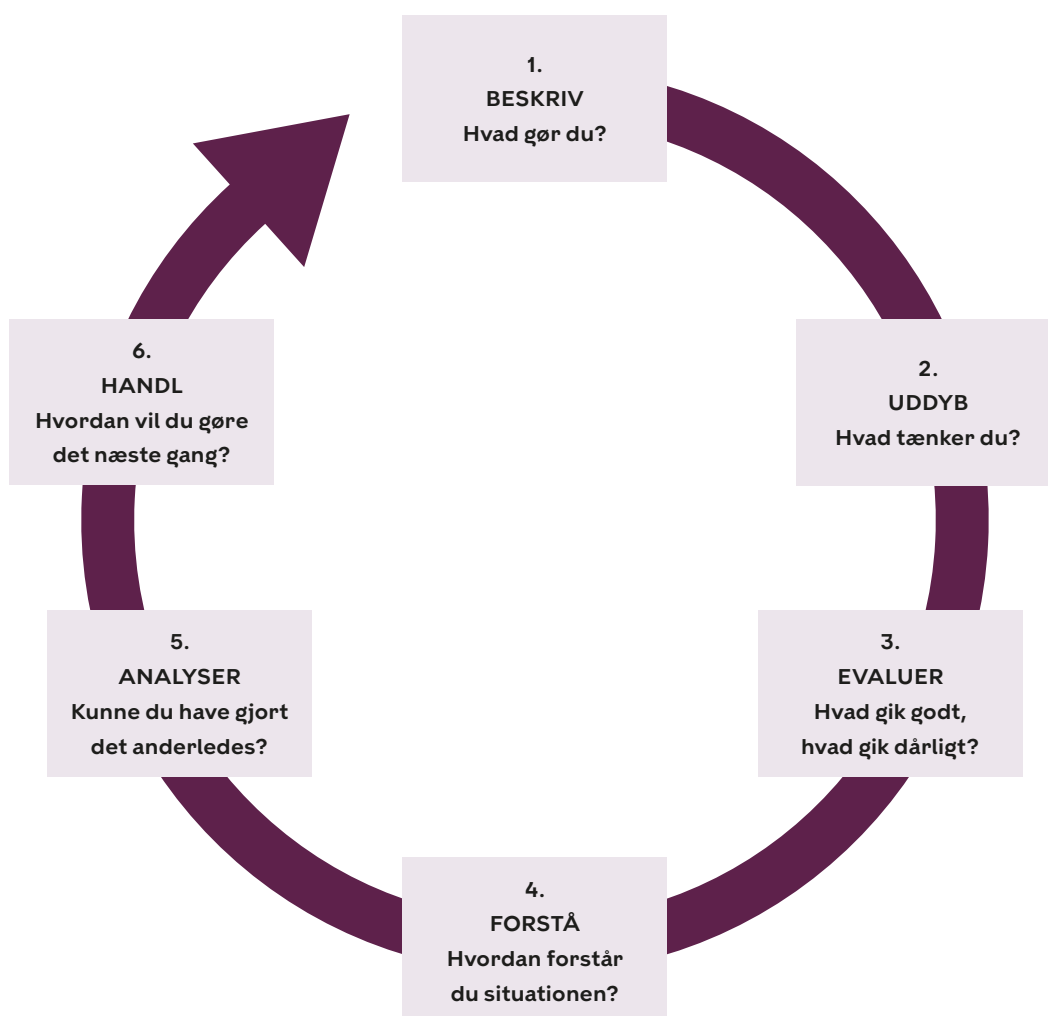 1.
BESKRIV
Hvad gør du?
2.
UDDYB
Hvad tænker du?
3.
EVALUER
Hvad gik godt,
hvad gik dårligt?
4.
FORSTÅ
Hvordan forstår
du situationen?
5.
ANALYSER
Kunne du have gjort
det anderledes?
6.
HANDL
Hvordan vil du gøre
det næste gang?